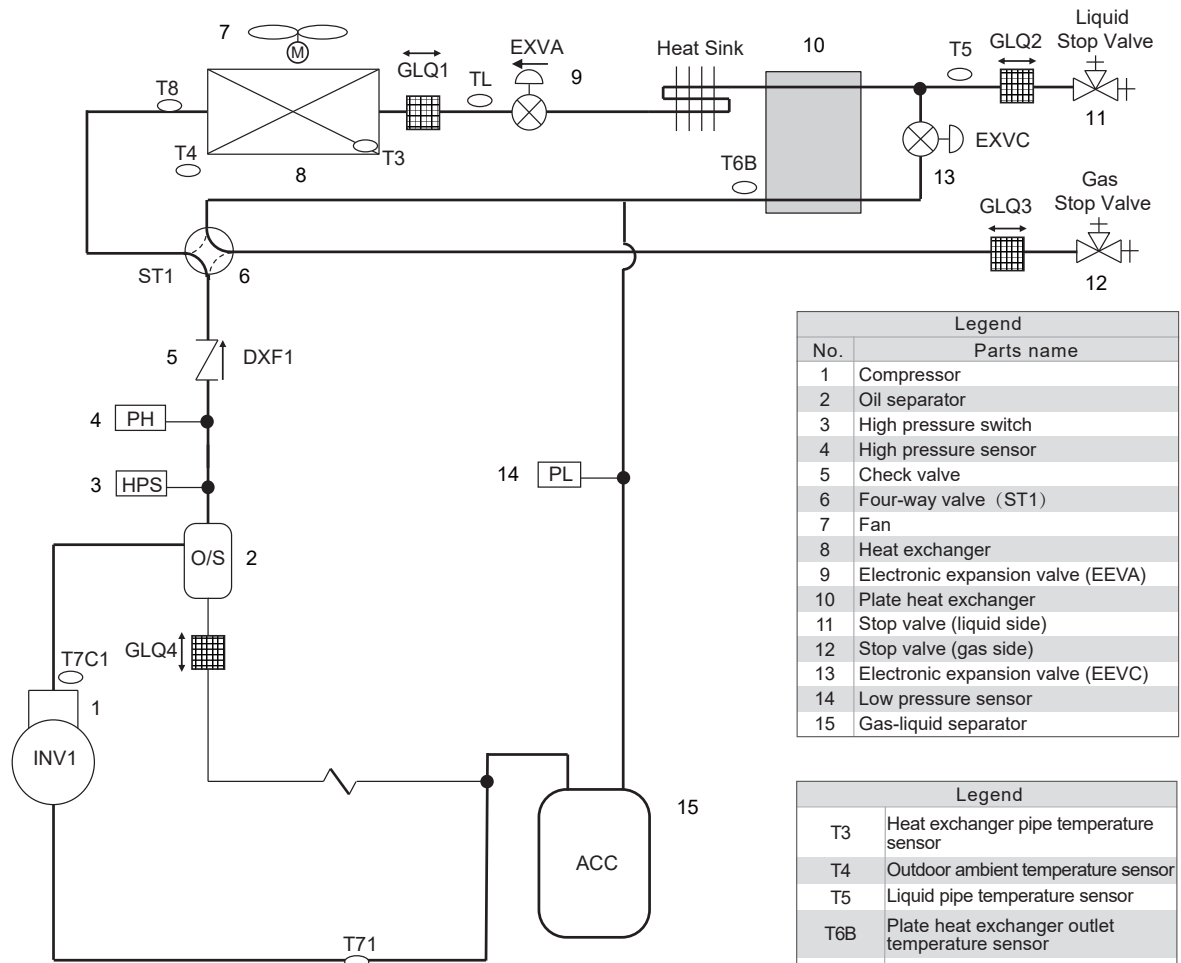 7
M
T8
T4
T3
8
GLQ1
TL
EXVA
9
Heat Sink
10
T5
GLQ2
Liquid
Stop Valve
11
EXVC
13
T6B
GLQ3
Gas
Stop Valve
12
ST1
6
5
DXF1
4
PH
3
HPS
14
PL
O/S
2
GLQ4
T7C1
1
INV1
15
ACC
T71
Legend
No. Parts name
1 Compressor
2 Oil separator
3 High pressure switch
4 High pressure sensor
5 Check valve
6 Four-way valve（ST1）
7 Fan
8 Heat exchanger
9 Electronic expansion valve (EEVA)
10 Plate heat exchanger
11 Stop valve (liquid side)
12 Stop valve (gas side)
13 Electronic expansion valve (EEVC)
14 Low pressure sensor
15 Gas-liquid separator
Legend
T3 Heat exchanger pipe temperature
sensor
T4 Outdoor ambient temperature sensor
T5 Liquid pipe temperature sensor
T6B Plate heat exchanger outlet
temperature sensor